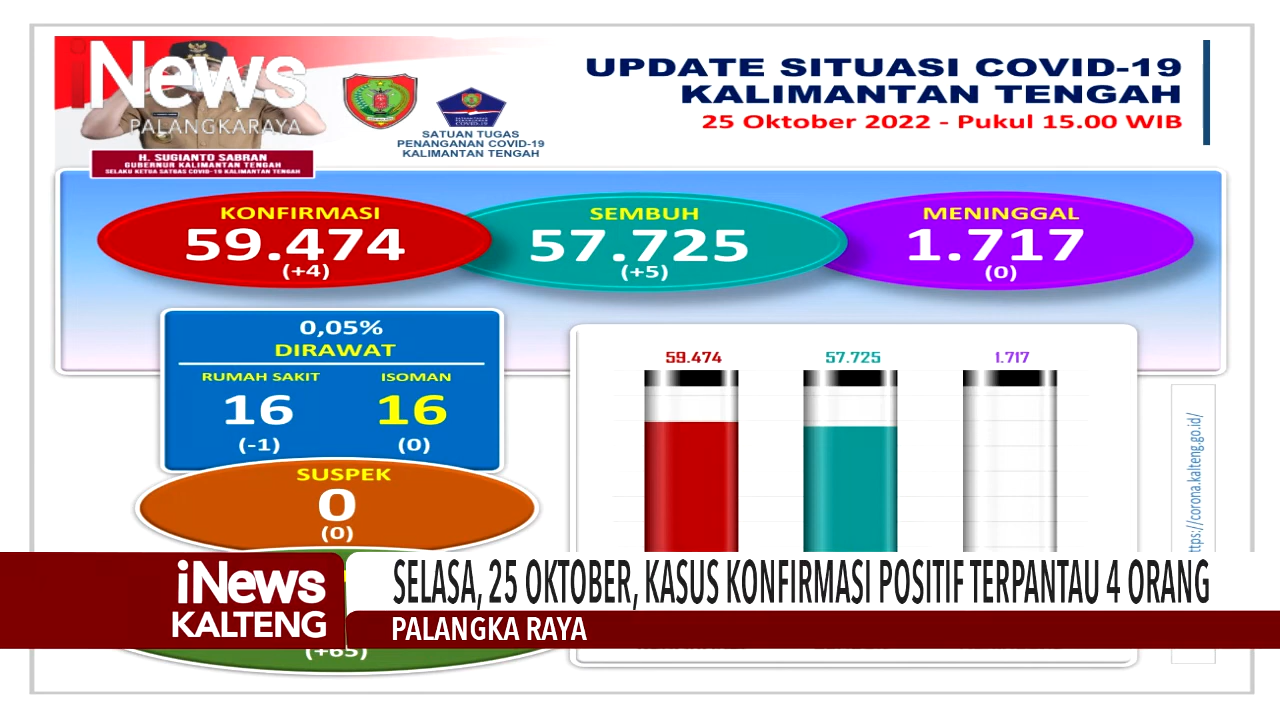 iNews
PALANGKARAYA
H. SUGIANTO SABRAN
GUBERNUR KALIMANTAN TENGAH
SELAKU KETUA SATGAS COVID-19 KALIMANTAN TENGAH
SATUAN TUGAS
PENANGANAN COVID-19
KALIMANTAN TENGAH
UPDATE SITUASI COVID-19
KALIMANTAN TENGAH
25 Oktober 2022 - Pukul 15.00 WIB
KONFIRMASI
59.474
(+4)
SEMBUH
57.725
(+5)
MENINGGAL
1.717
(0)
0,05%
DIRAWAT
RUMAH SAKIT
16
(-1)
ISOMAN
16
(0)
SUSPEK
0
(0)
(+65)
59.474
57.725
1.717
ttps://corona.kalteng.go.id/
iNews
KALTENG
SELASA, 25 OKTOBER, KASUS KONFIRMASI POSITIF TERPANTAU 4 ORANG
PALANGKA RAYA